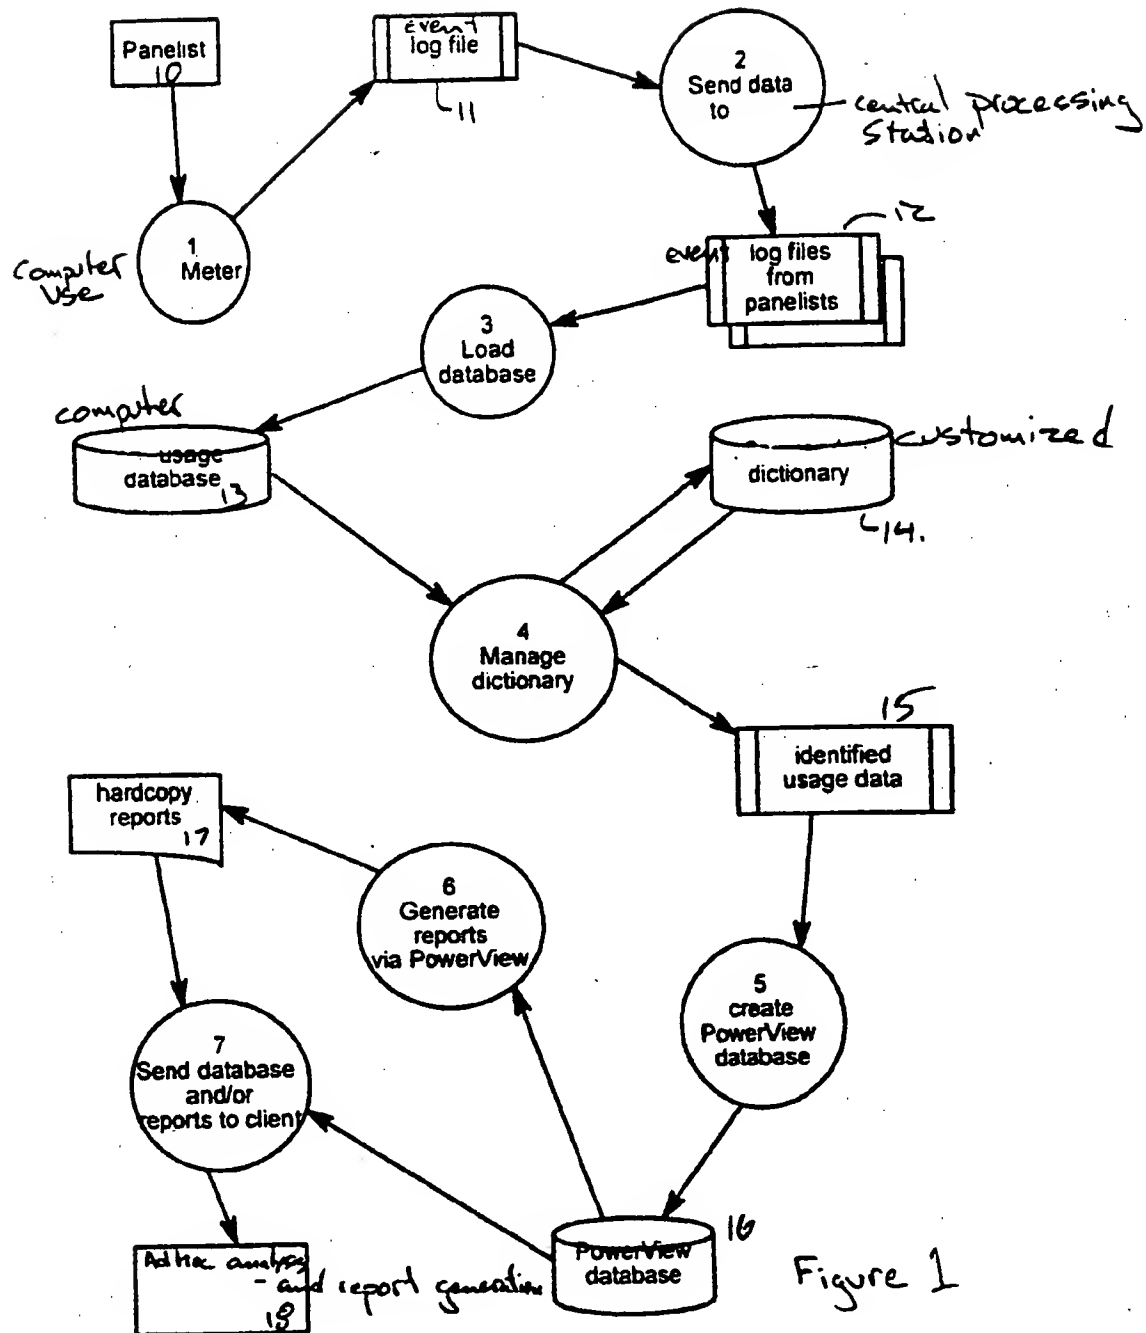 Panelist
10
event
log file
11
2
Send data
to
central processing
Station
1
Meter
Computer
Use
12
event
log files
from
panelists
3
Load
database
computer
usage
database
13
customized
dictionary
14.
4
Manage
dictionary
15
identified
usage data
hardcopy
reports
17
6
Generate
reports
via PowerView
5
create
PowerView
database
7
Send database
and/or
reports to client
16
PowerView
database
Ad Hoc analysis
- and report generation
18
Figure 1